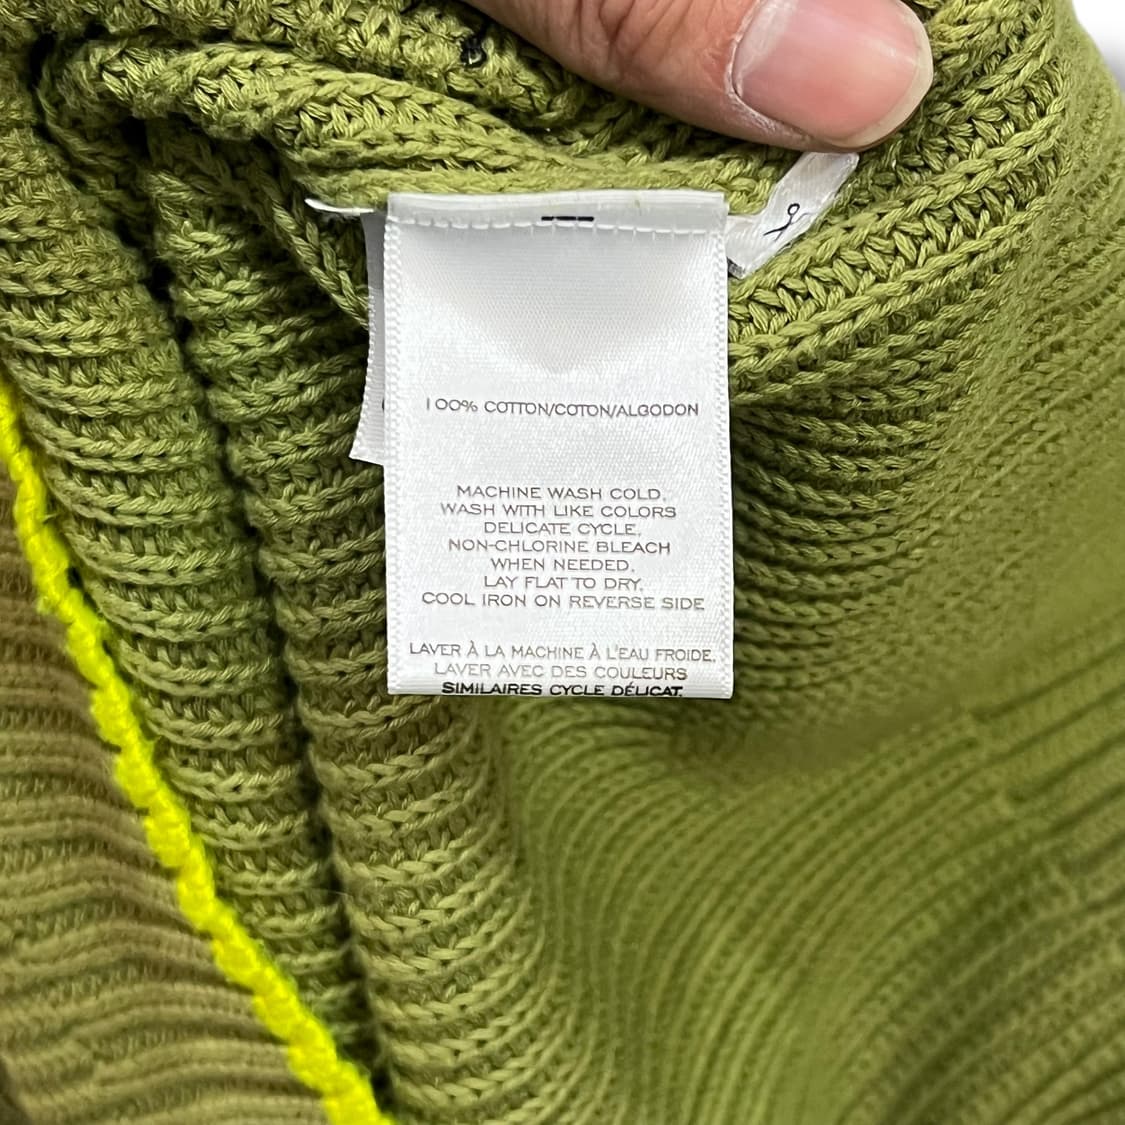 100% COTTON/COTON/ALGODON
MACHINE WASH COLD,
WASH WITH LIKE COLORS
DELICATE CYCLE,
NON-CHLORINE BLEACH
WHEN NEEDED,
LAY FLAT TO DRY,
COOL IRON ON REVERSE SIDE
LAVER À LA MACHINE À L'EAU FROIDE,
LAVER AVEC DES COULEURS
SIMILAIRES CYCLE DÉLICAT,